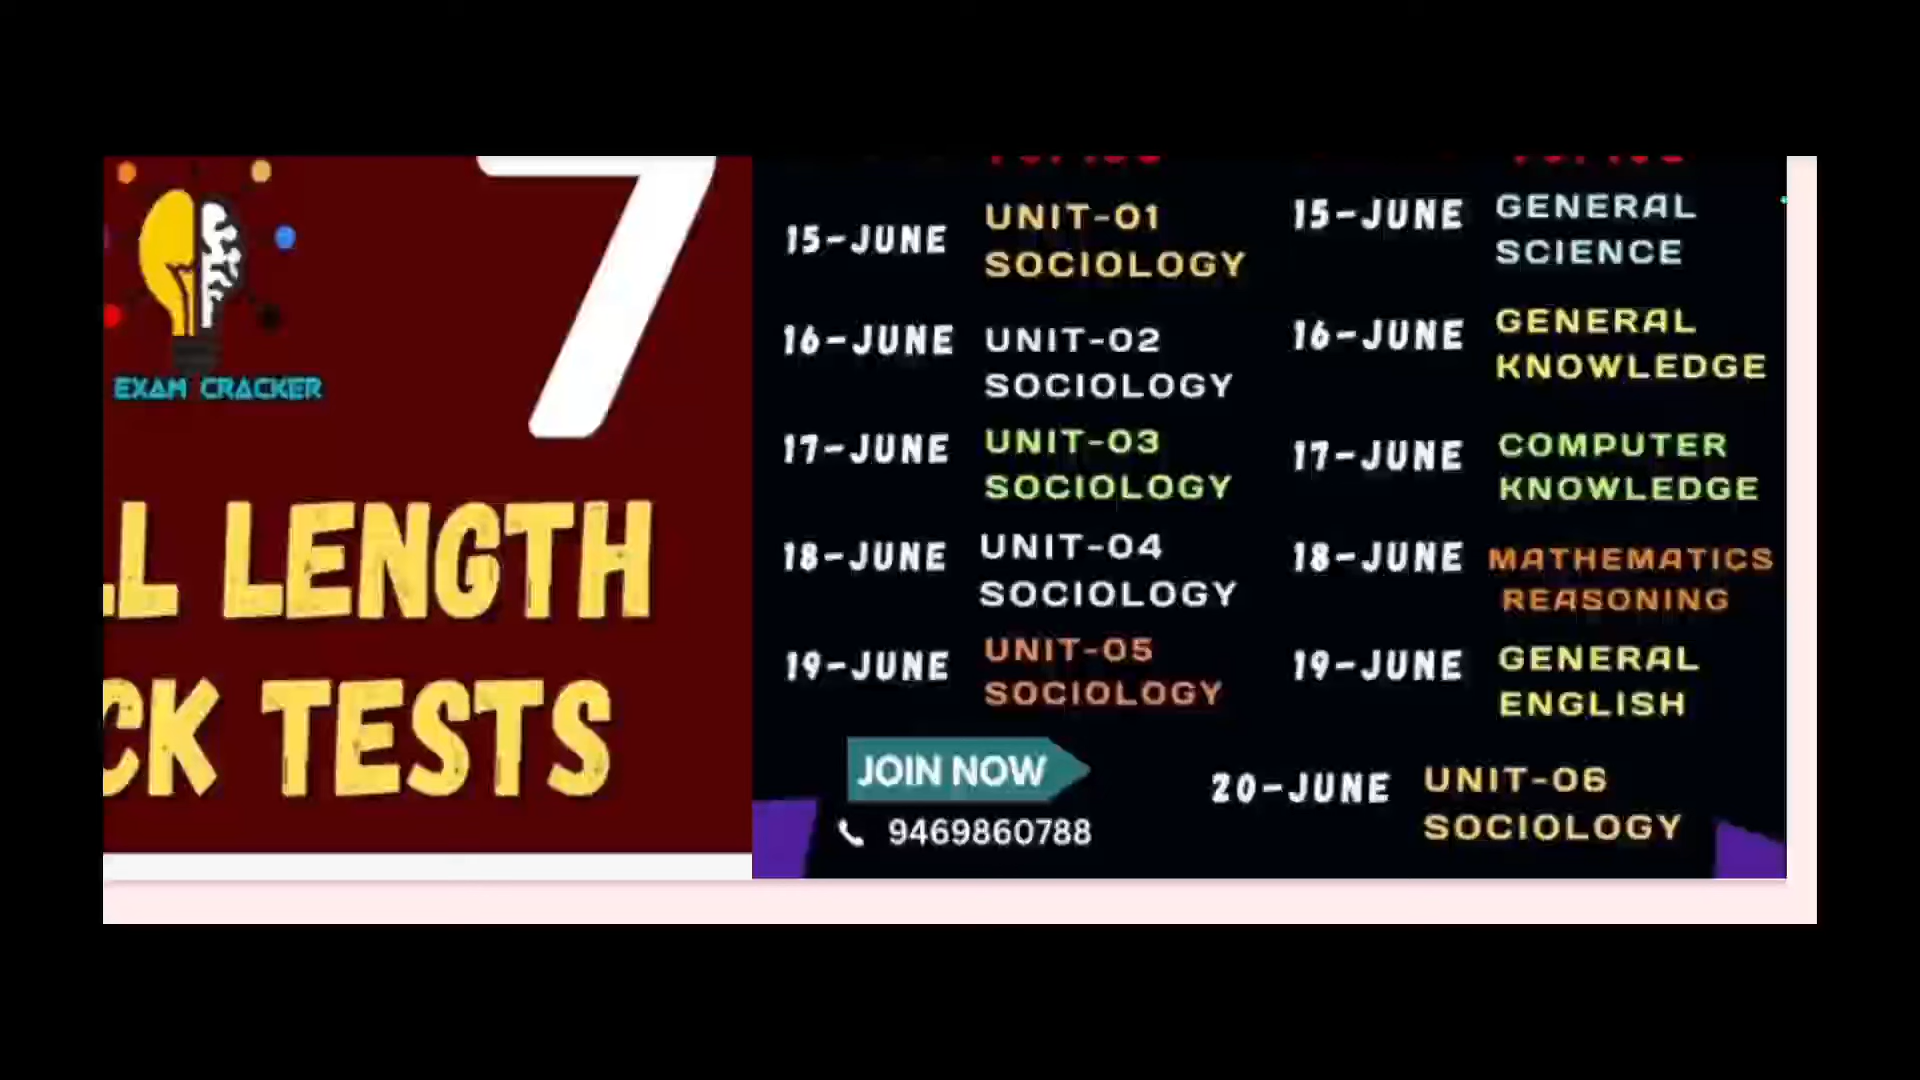 7
EXAM CRACKER
LENGTH
TESTS
15-JUNE UNIT-01
SOCIOLOGY
16-JUNE UNIT-02
SOCIOLOGY
17-JUNE UNIT-03
SOCIOLOGY
18-JUNE UNIT-04
SOCIOLOGY
19-JUNE UNIT-05
SOCIOLOGY
15-JUNE GENERAL
SCIENCE
16-JUNE GENERAL
KNOWLEDGE
17-JUNE COMPUTER
KNOWLEDGE
18-JUNE MATHEMATICS
REASONING
19-JUNE GENERAL
ENGLISH
20-JUNE UNIT-06
SOCIOLOGY
JOIN NOW
9469860788